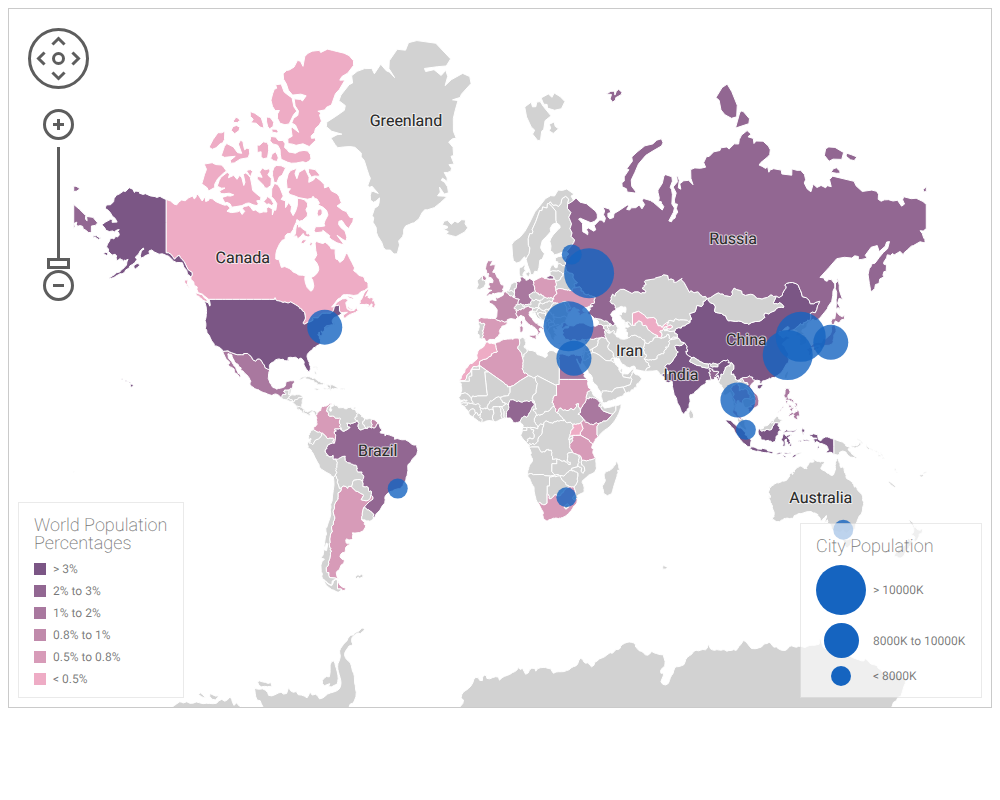 Greenland
Russia
Canada
China
Iran
India
Brazil
Australia
World Population
Percentages
> 3%
2% to 3%
1% to 2%
0.8% to 1%
0.5% to 0.8%
< 0.5%
City Population
> 10000K
8000K to 10000K
< 8000K